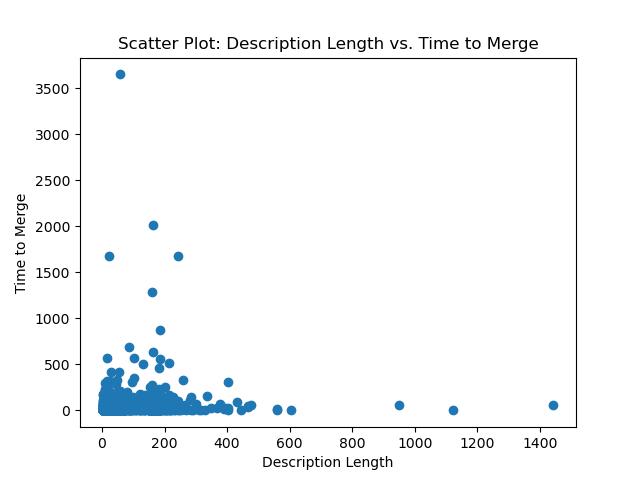 Scatter Plot: Description Length vs. Time to Merge
3500
3000
2500
2000
1500
1000
500
0
Time to Merge
0 200 400 600 800 1000 1200 1400
Description Length